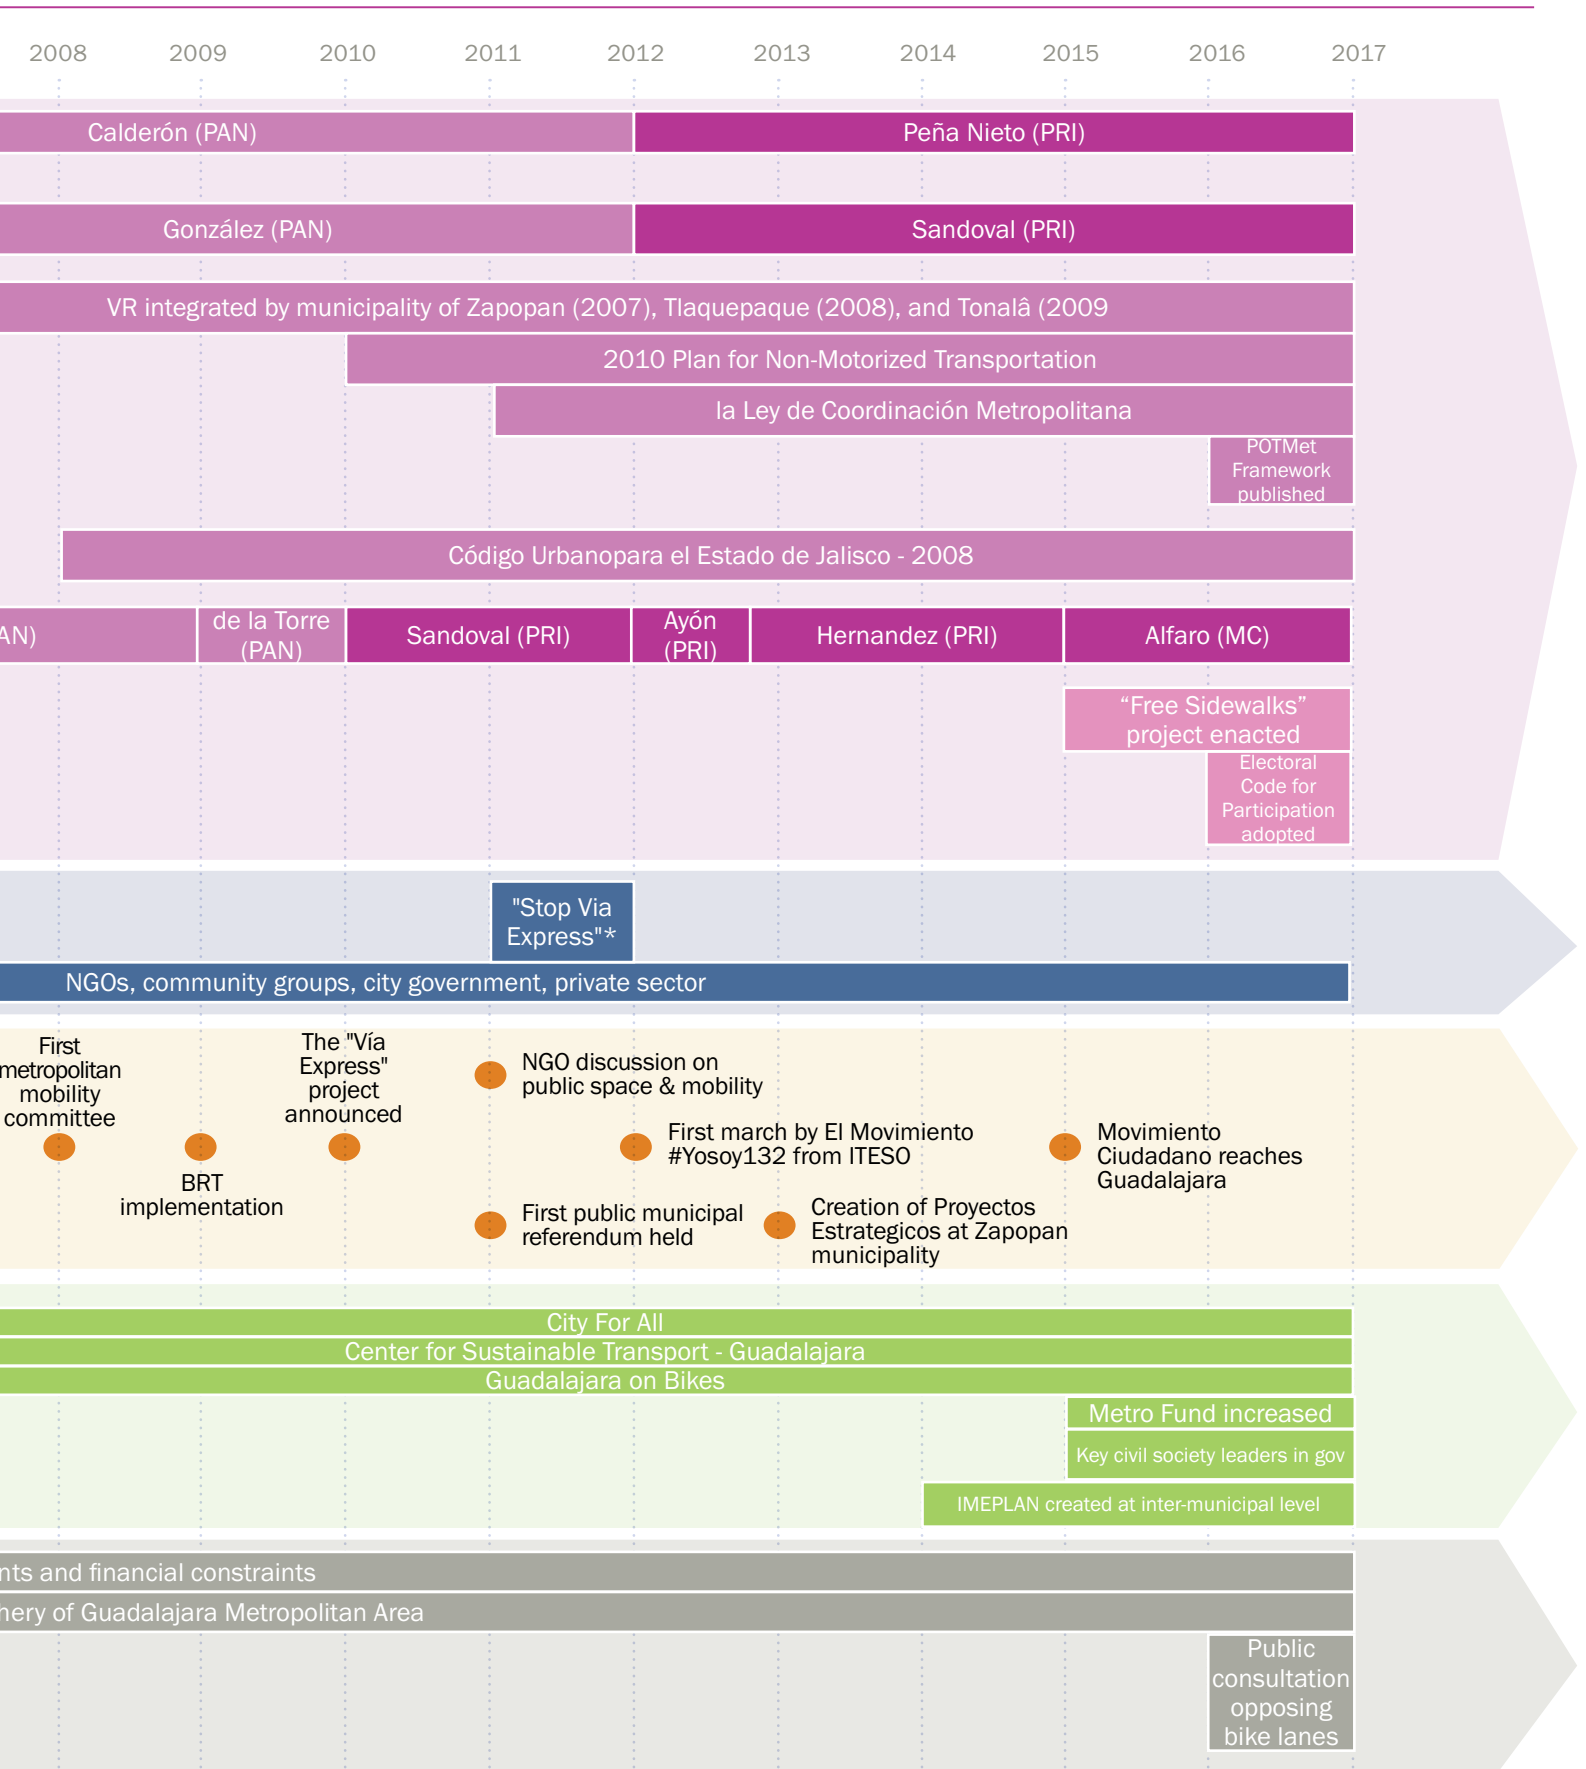 2008 2009 2010 2011 2012 2013 2014 2015 2016 2017
Calderón (PAN)
Peña Nieto (PRI)
González (PAN)
Sandoval (PRI)
VR integrated by municipality of Zapopan (2007), Tlaquepaque (2008), and Tonalâ (2009
2010 Plan for Non-Motorized Transportation
la Ley de Coordinación Metropolitana
POTMet
Framework
published
Código Urbanopara el Estado de Jalisco - 2008
AN)
de la Torre
(PAN)
Sandoval (PRI)
Ayón
(PRI)
Hernandez (PRI)
Alfaro (MC)
“Free Sidewalks”
project enacted
Electoral
Code for
Participation
adopted
"Stop Via
Express"*
NGOs, community groups, city government, private sector
First
metropolitan
mobility
committee
BRT
implementation
The "Vía
Express"
project
announced
NGO discussion on
public space & mobility
First public municipal
referendum held
First march by El Movimiento
#Yosoy132 from ITESO
Creation of Proyectos
Estrategicos at Zapopan
municipality
Movimiento
Ciudadano reaches
Guadalajara
City For All
Center for Sustainable Transport - Guadalajara
Guadalajara on Bikes
Metro Fund increased
Key civil society leaders in gov
IMEPLAN created at inter-municipal level
nts and financial constraints
hery of Guadalajara Metropolitan Area
Public
consultation
opposing
bike lanes